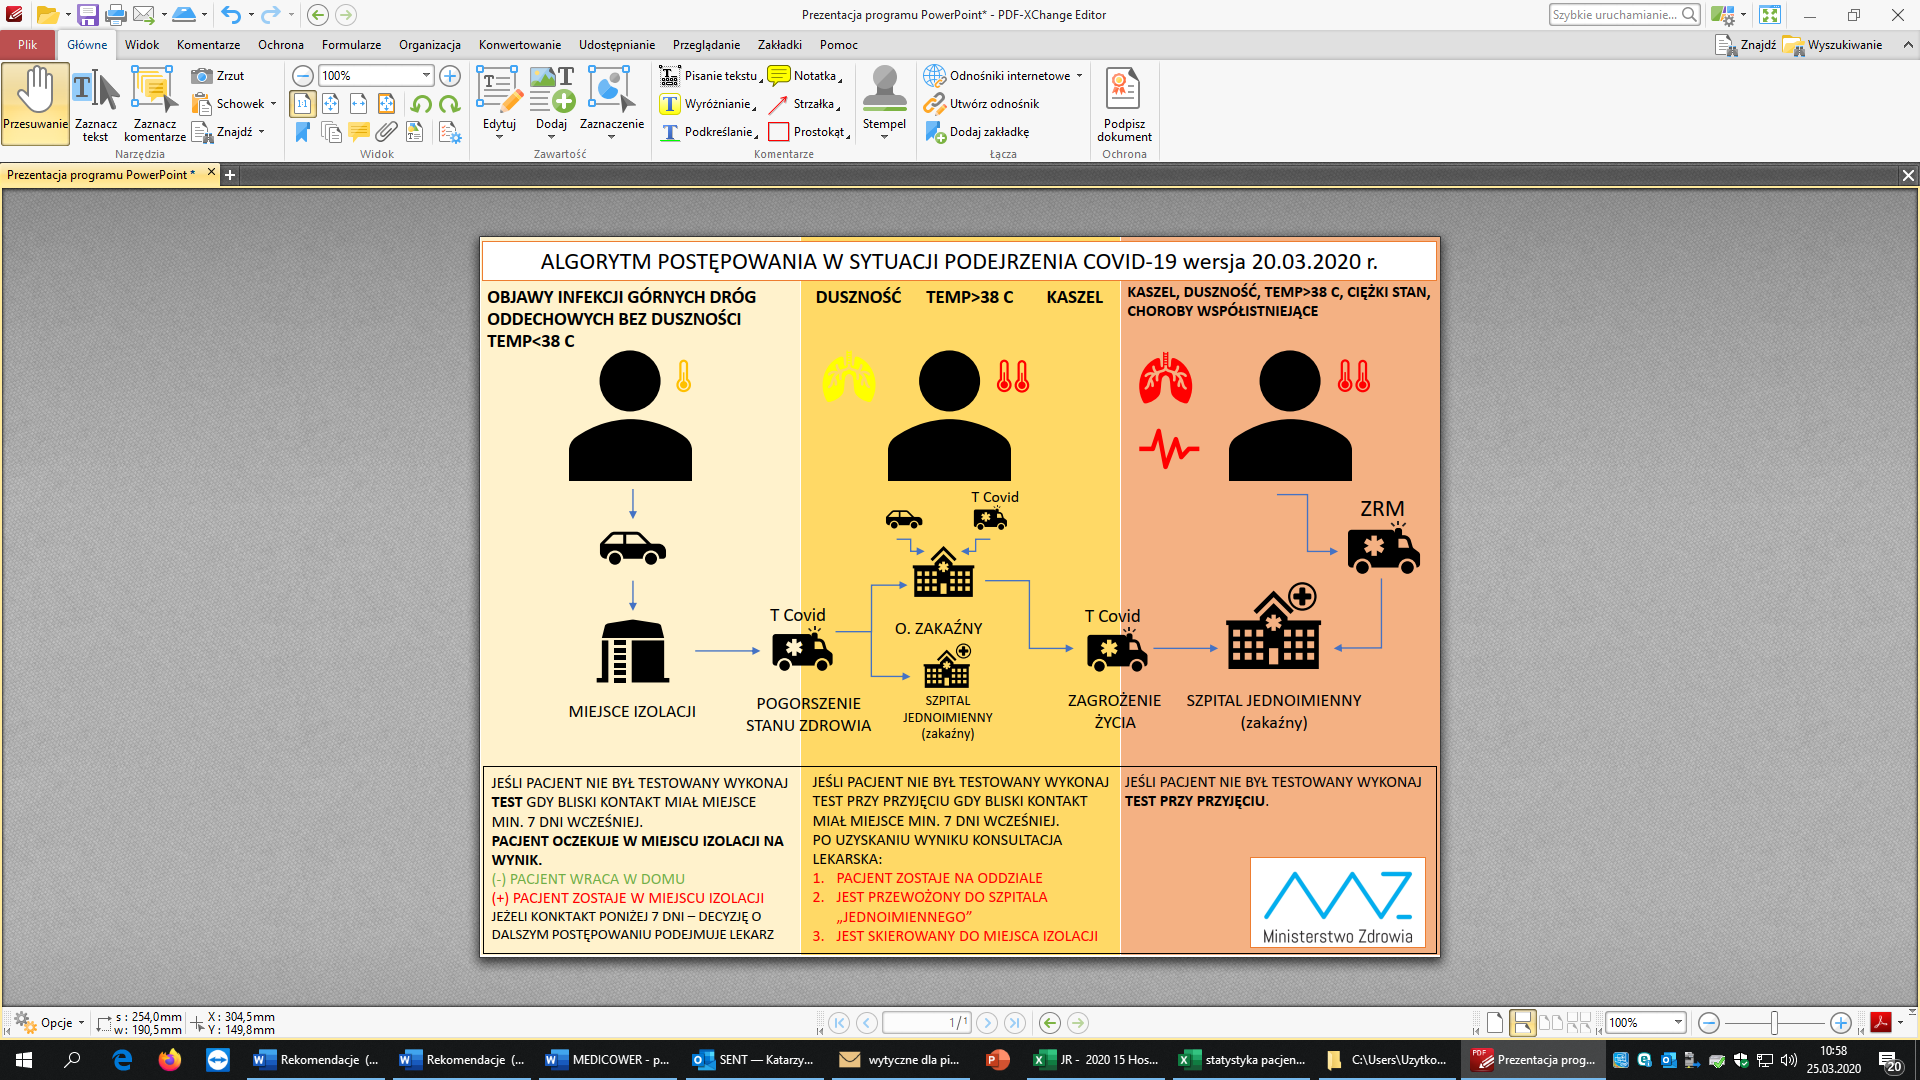 Prezentacja programu PowerPoint* - PDF-XChange Editor
Szybkie uruchamianie...
Plik
Główne
Widok
Komentarze
Ochrona
Formularze
Organizacja
Konwertowanie
Udostępnianie
Przeglądanie
Zakładki
Pomoc
Znajdź
Wyszukiwanie
Przesuwanie
Zaznacz tekst
Zaznacz komentarze
Zrzut
Schowek
Znajdź
Narzędzia
100%
1:1
Widok
Edytuj
Dodaj
Zaznaczenie
Zawartość
Pisanie tekstu
Wyróżnianie
Podkreślanie
Notatka
Strzałka
Prostokąt
Stempel
Komentarze
Odnośniki internetowe
Utwórz odnośnik
Dodaj zakładkę
Łącza
Podpisz dokument
Ochrona
Prezentacja programu PowerPoint *
ALGORYTM POSTĘPOWANIA W SYTUACJI PODEJRZENIA COVID-19 wersja 20.03.2020 r.
OBJAWY INFEKCJI GÓRNYCH DRÓG
ODDECHOWYCH BEZ DUSZNOŚCI
TEMP<38 C
DUSZNOŚĆ TEMP>38 C KASZEL
KASZEL, DUSZNOŚĆ, TEMP>38 C, CIĘŻKI STAN,
CHOROBY WSPÓŁISTNIEJĄCE
T Covid
ZRM
T Covid
O. ZAKAŹNY
T Covid
MIEJSCE IZOLACJI
POGORSZENIE
STANU ZDROWIA
SZPITAL
JEDNOIMIENNY
(zakaźny)
ZAGROŻENIE
ŻYCIA
SZPITAL JEDNOIMIENNY
(zakaźny)
JEŚLI PACJENT NIE BYŁ TESTOWANY WYKONAJ
TEST GDY BLISKI KONTAKT MIAŁ MIEJSCE
MIN. 7 DNI WCZEŚNIEJ.
PACJENT OCZEKUJE W MIEJSCU IZOLACJI NA
WYNIK.
(-) PACJENT WRACA W DOMU
(+) PACJENT ZOSTAJE W MIEJSCU IZOLACJI
JEŻELI KONKTAKT PONIŻEJ 7 DNI – DECYZJĘ O
DALSZYM POSTĘPOWANIU PODEJMUJE LEKARZ
JEŚLI PACJENT NIE BYŁ TESTOWANY WYKONAJ
TEST PRZY PRZYJĘCIU GDY BLISKI KONTAKT
MIAŁ MIEJSCE MIN. 7 DNI WCZEŚNIEJ.
PO UZYSKANIU WYNIKU KONSULTACJA
LEKARSKA:
1. PACJENT ZOSTAJE NA ODDZIALE
2. JEST PRZEWOŻONY DO SZPITALA
„JEDNOIMIENNEGO”
3. JEST SKIEROWANY DO MIEJSCA IZOLACJI
JEŚLI PACJENT NIE BYŁ TESTOWANY WYKONAJ
TEST PRZY PRZYJĘCIU.
Ministerstwo Zdrowia
Opcje
s : 254,0mm
w : 190,5mm
X : 304,5mm
Y : 149,8mm
1/1
100%
Rekomendacje (...
Rekomendacje (...
MEDICOWER - p...
SENT — Katarzy...
wytyczne dla pi...
JR - 2020 15 Hos...
statystyka pacjen...
C:\Users\Uzytko...
Prezentacja prog...
10:58
25.03.2020
20